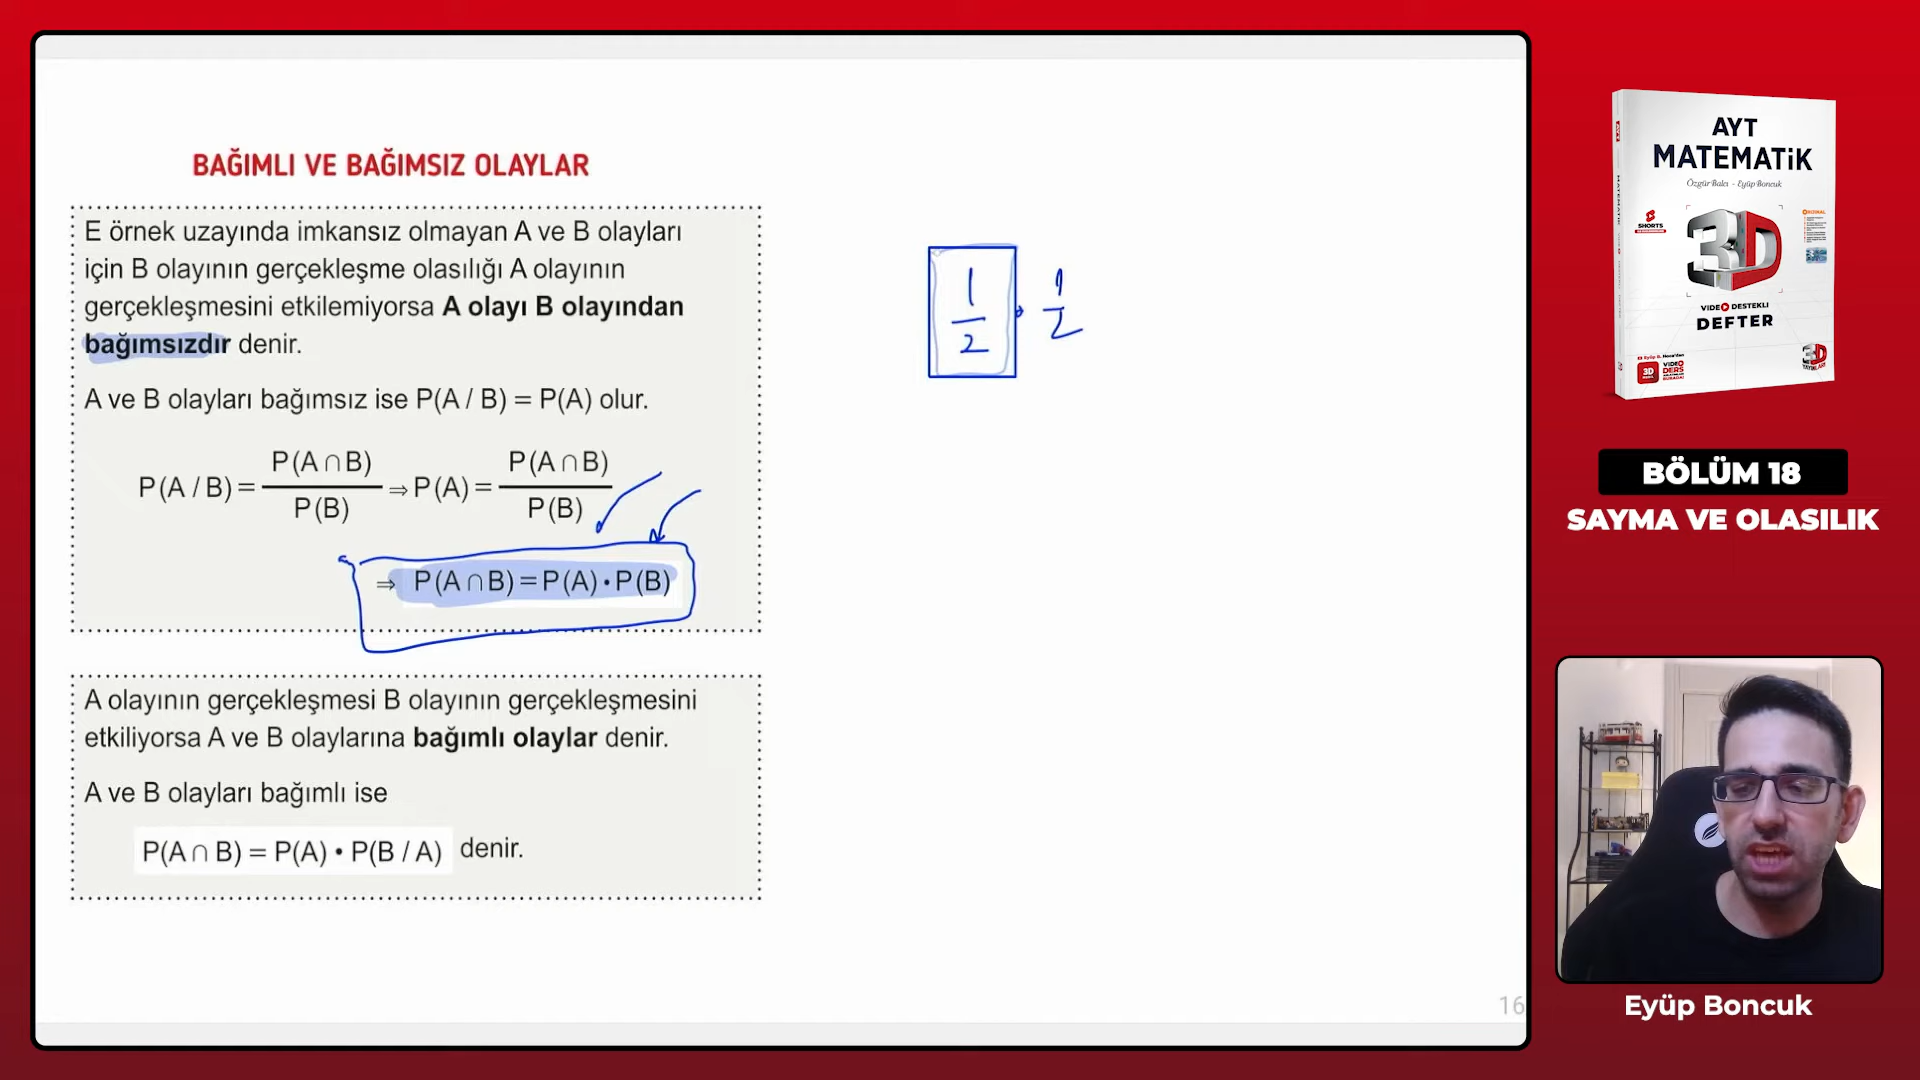 BAĞIMLI VE BAĞIMSIZ OLAYLAR
E örnek uzayında imkansız olmayan A ve B olayları
için B olayının gerçekleşme olasılığı A olayının
gerçekleşmesini etkilemiyorsa A olayı B olayından
bağımsızdır denir.
A ve B olayları bağımsız ise P(A / B) = P(A) olur.
P(A / B) = P(A∩B) / P(B) ⇒ P(A) = P(A∩B) / P(B)
⇒ P(A∩B) = P(A) • P(B)
A olayının gerçekleşmesi B olayının gerçekleşmesini
etkiliyorsa A ve B olaylarına bağımlı olaylar denir.
A ve B olayları bağımlı ise
P(A∩B) = P(A) • P(B / A) denir.
1/2 · 1/2
16
AYT
MATEMATİK
Özgür Balcı - Eyüp Boncuk
SHORTS
3D
VİDEO DESTEKLİ
DEFTER
BÖLÜM 18
SAYMA VE OLASILIK
Eyüp Boncuk